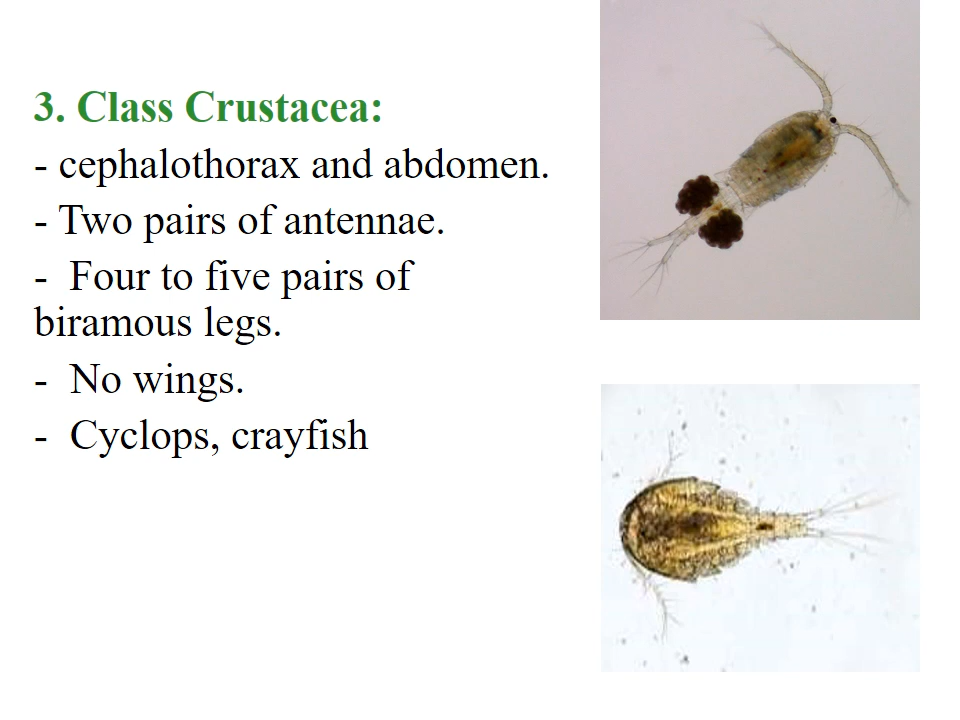 3. Class Crustacea:
- cephalothorax and abdomen.
- Two pairs of antennae.
-  Four to five pairs of
biramous legs.
-  No wings.
-  Cyclops, crayfish